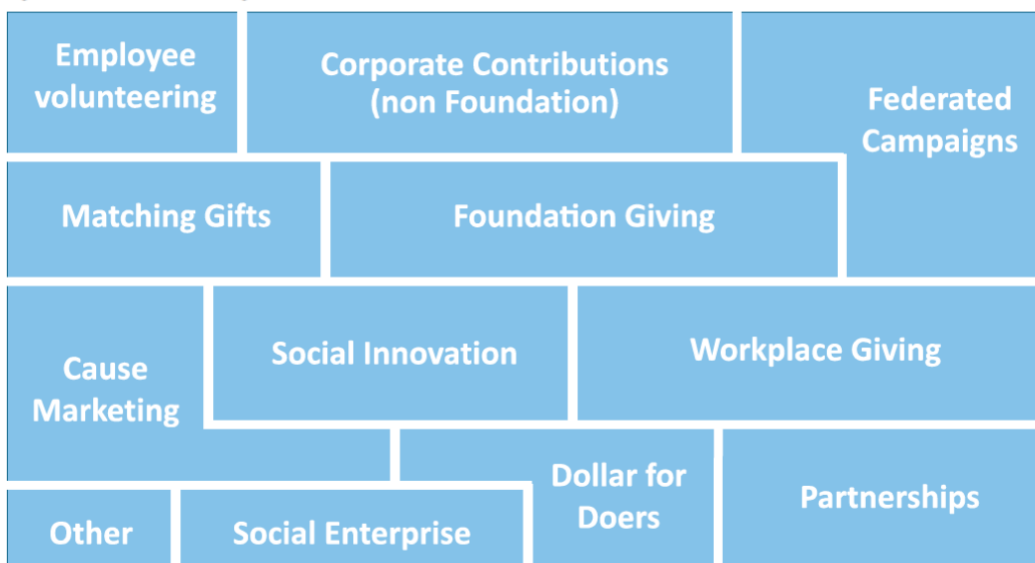 Employee
volunteering
Corporate Contributions
(non Foundation)
Federated
Campaigns
Matching Gifts
Foundation Giving
Cause
Marketing
Social Innovation
Workplace Giving
Dollar for
Doers
Partnerships
Other
Social Enterprise